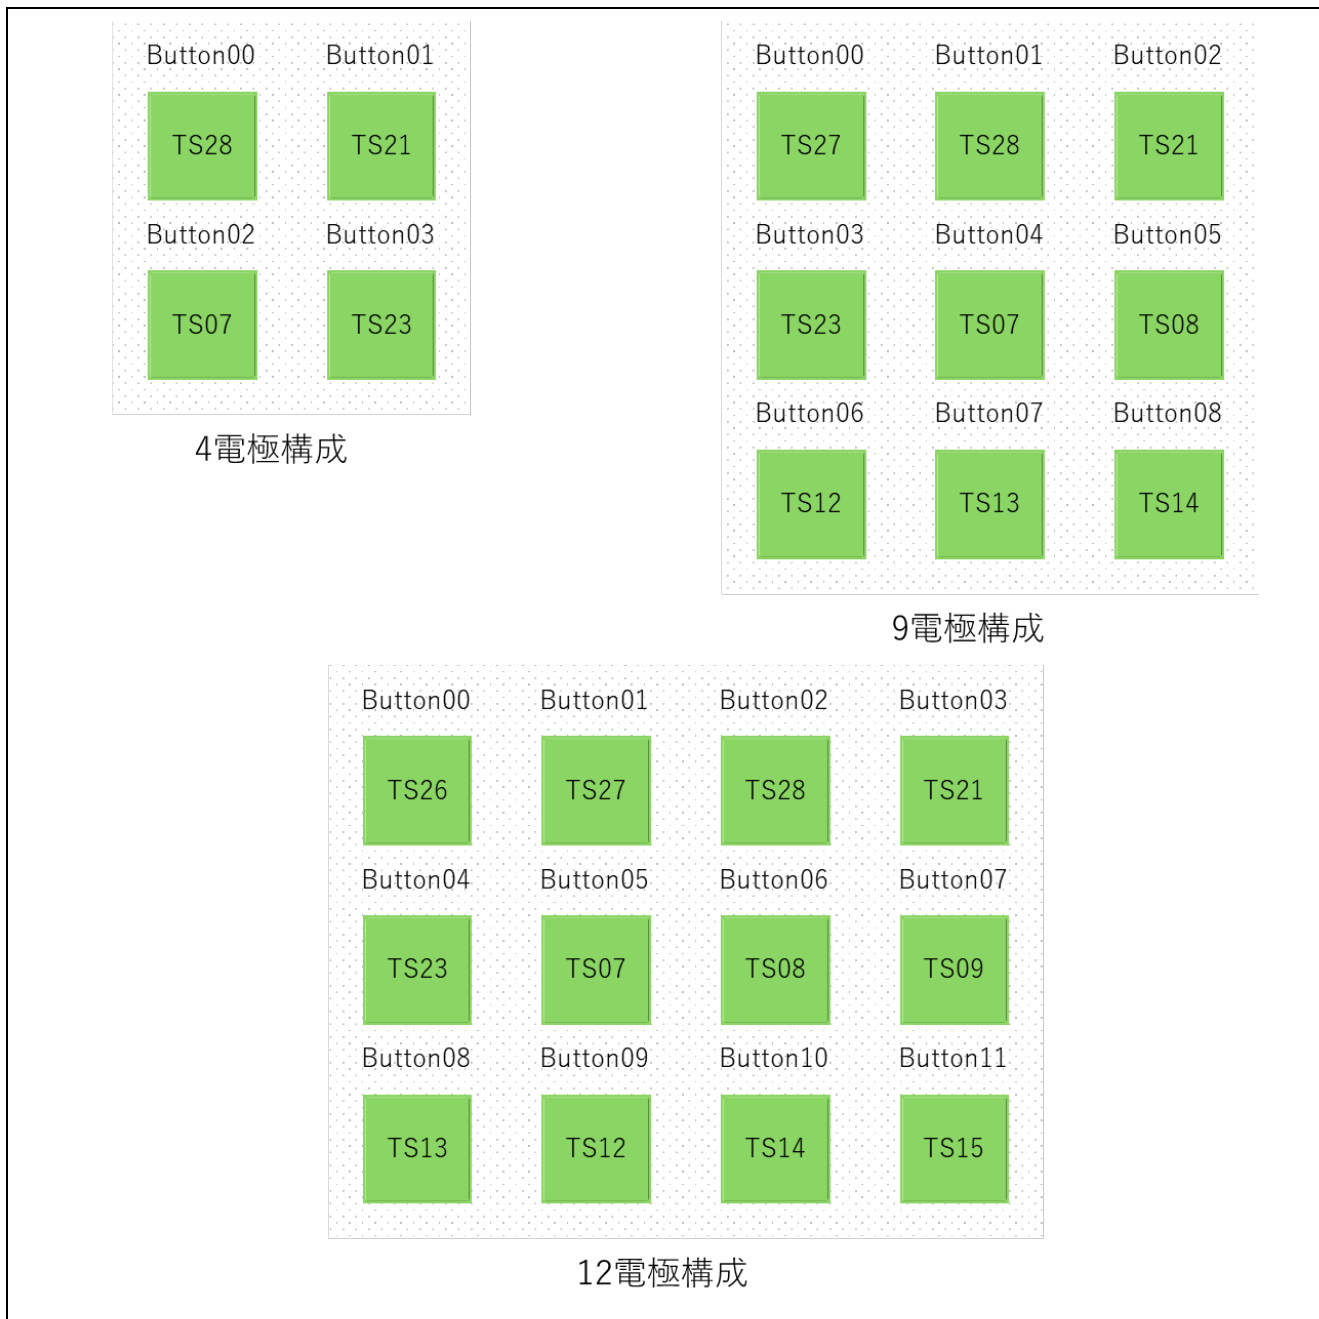 Button00 Button01
TS28 TS21
Button02 Button03
TS07 TS23
4電極構成
Button00 Button01 Button02
TS27 TS28 TS21
Button03 Button04 Button05
TS23 TS07 TS08
Button06 Button07 Button08
TS12 TS13 TS14
9電極構成
Button00 Button01 Button02 Button03
TS26 TS27 TS28 TS21
Button04 Button05 Button06 Button07
TS23 TS07 TS08 TS09
Button08 Button09 Button10 Button11
TS13 TS12 TS14 TS15
12電極構成